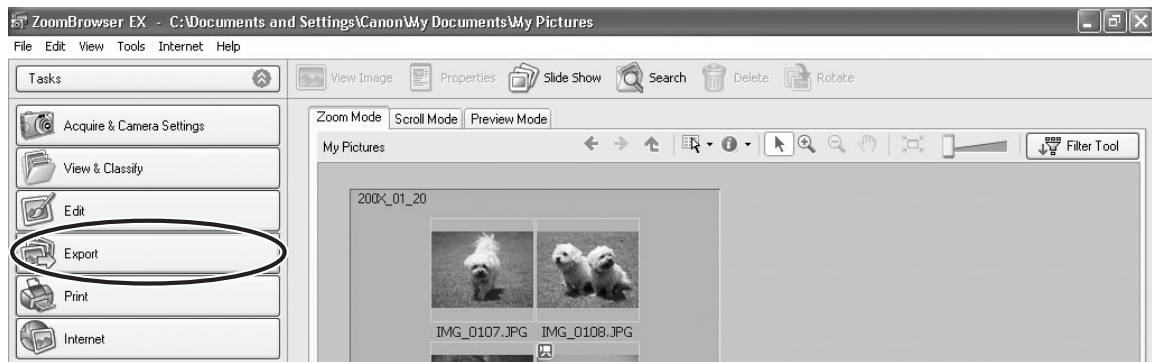 ZoomBrowser EX - C:\Documents and Settings\Canon\My Documents\My Pictures
File Edit View Tools Internet Help
Tasks
View Image Properties Slide Show Search Delete Rotate
Acquire & Camera Settings
View & Classify
Edit
Export
Print
Internet
Zoom Mode Scroll Mode Preview Mode
My Pictures
Filter Tool
200X_01_20
IMG_0107.JPG IMG_0108.JPG